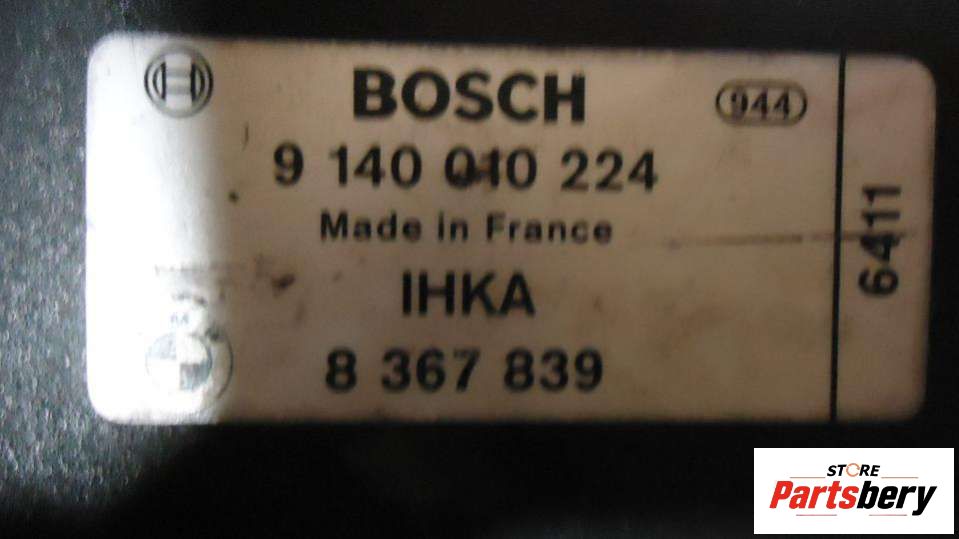 BOSCH
944
9 140 010 224
Made in France
IHKA
8 367 839
6411
STORE
Partsbery